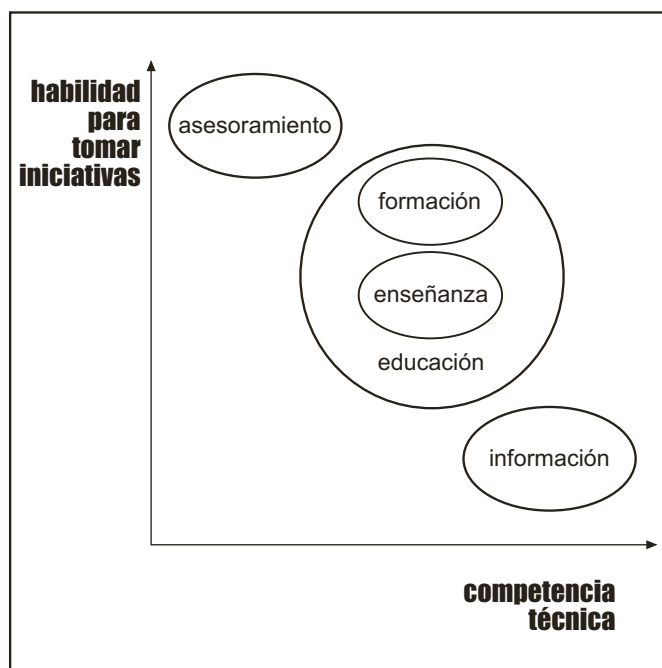 habilidad
para
tomar
iniciativas
asesoramiento
formación
enseñanza
educación
información
competencia
técnica